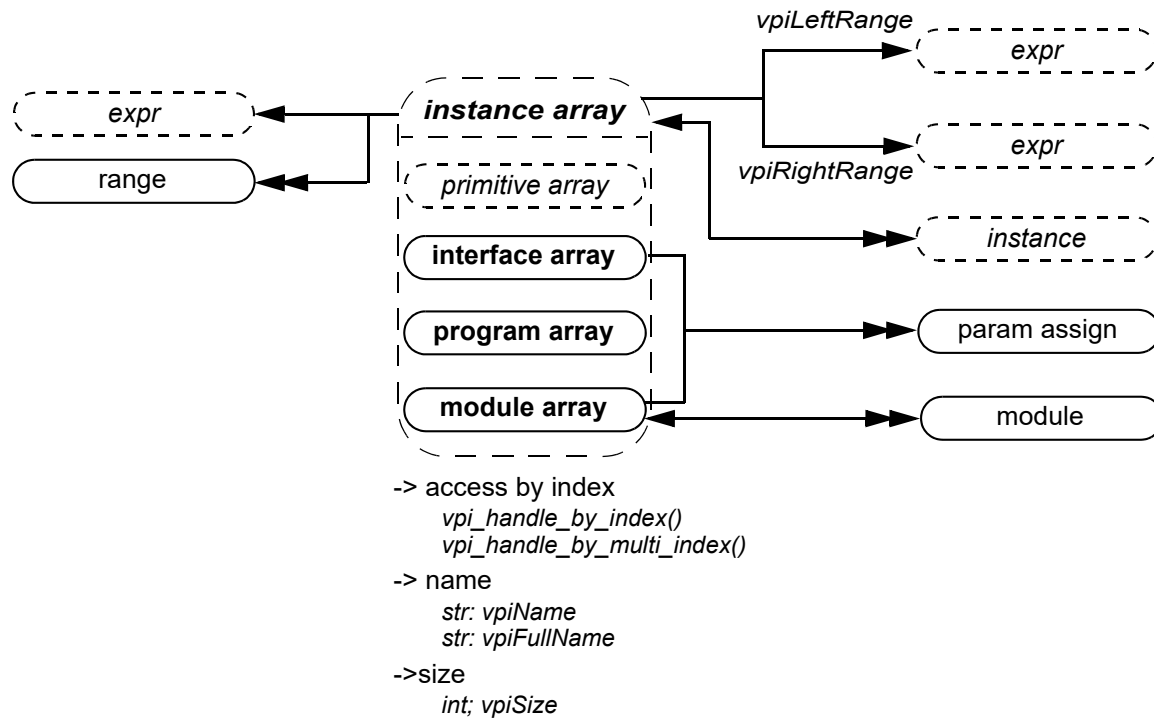 vpiLeftRange
expr
instance array
expr
expr
range
primitive array
vpiRightRange
interface array
instance
program array
param assign
module array
module
-> access by index
vpi_handle_by_index()
vpi_handle_by_multi_index()
-> name
str: vpiName
str: vpiFullName
->size
int; vpiSize